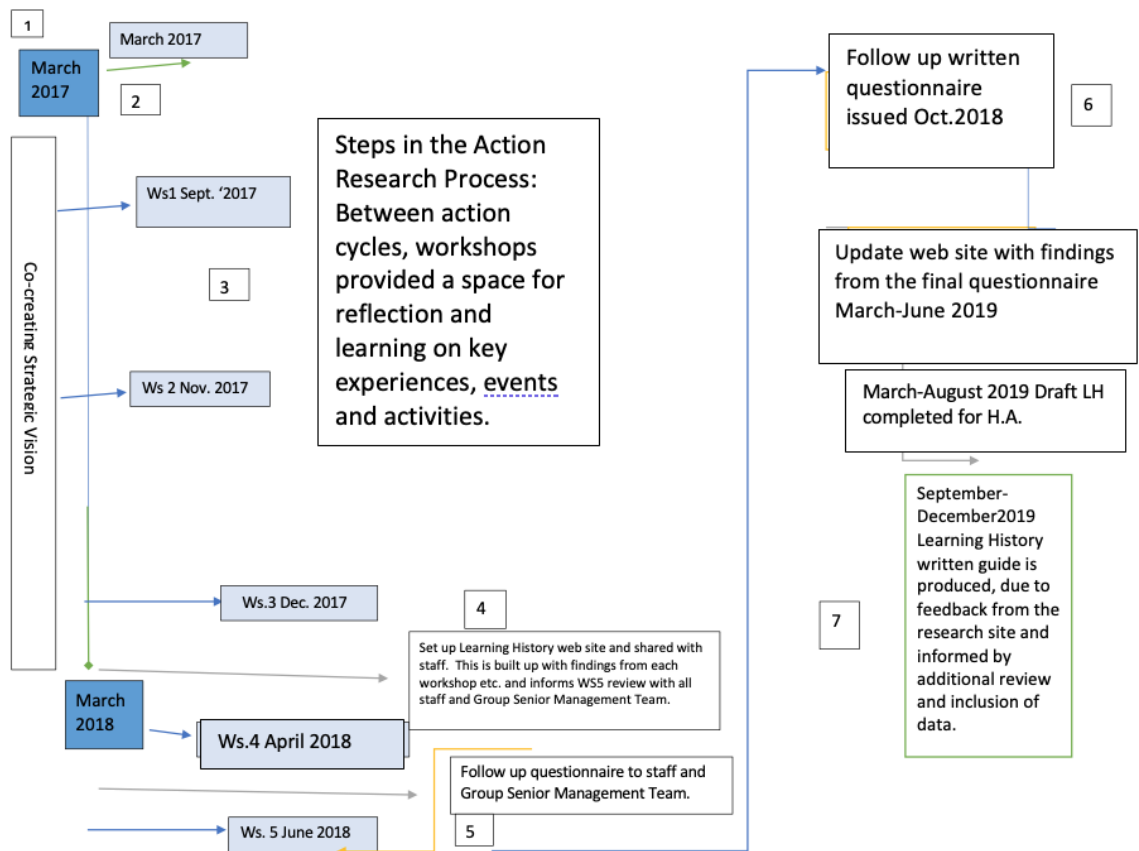 1
March 2017
March
2017
2
Co-creating Strategic Vision
Ws1 Sept. ‘2017
3
Ws 2 Nov. 2017
Steps in the Action
Research Process:
Between action
cycles, workshops
provided a space for
reflection and
learning on key
experiences, events
and activities.
Ws.3 Dec. 2017
4
Set up Learning History web site and shared with
staff. This is built up with findings from each
workshop etc. and informs WS5 review with all
staff and Group Senior Management Team.
March
2018
Ws.4 April 2018
Follow up questionnaire to staff and
Group Senior Management Team.
Ws. 5 June 2018
5
Follow up written
questionnaire
issued Oct.2018
6
Update web site with findings
from the final questionnaire
March-June 2019
March-August 2019 Draft LH
completed for H.A.
September-
December2019
Learning History
written guide is
produced, due to
feedback from the
research site and
informed by
additional review
and inclusion of
data.
7